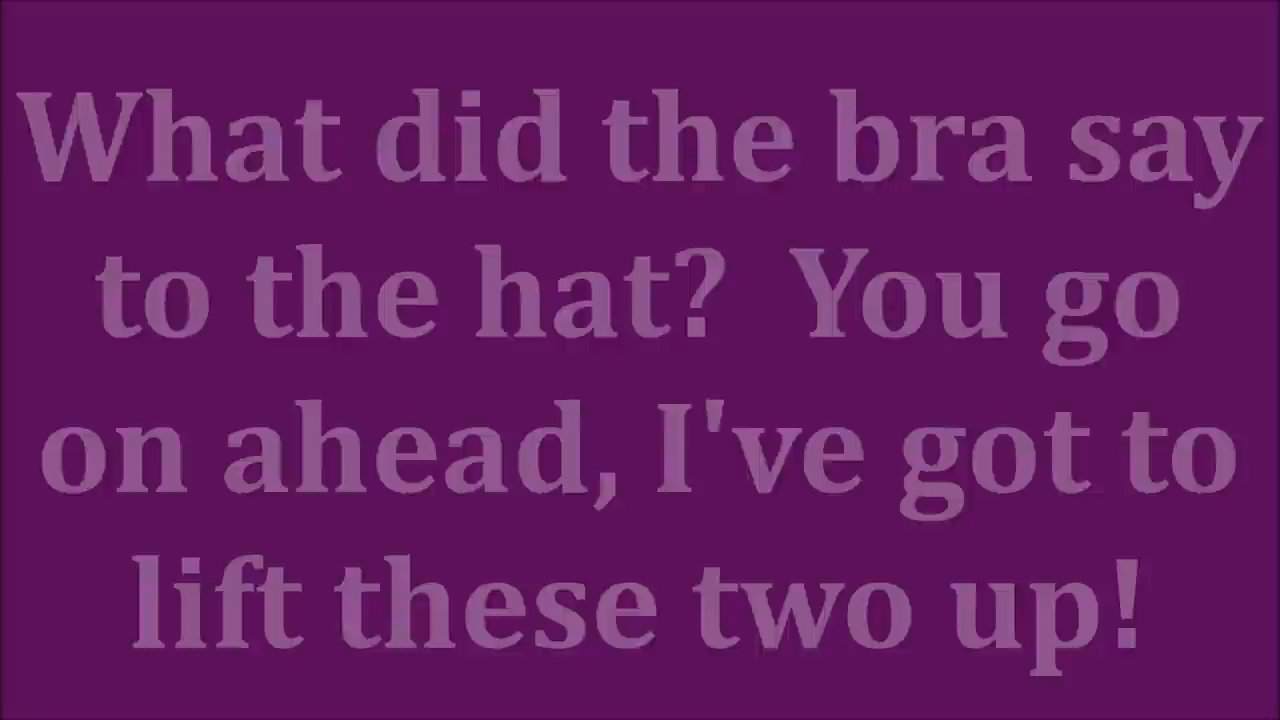 What did the bra say
to the hat?  You go
on ahead, I've got to
lift these two up!